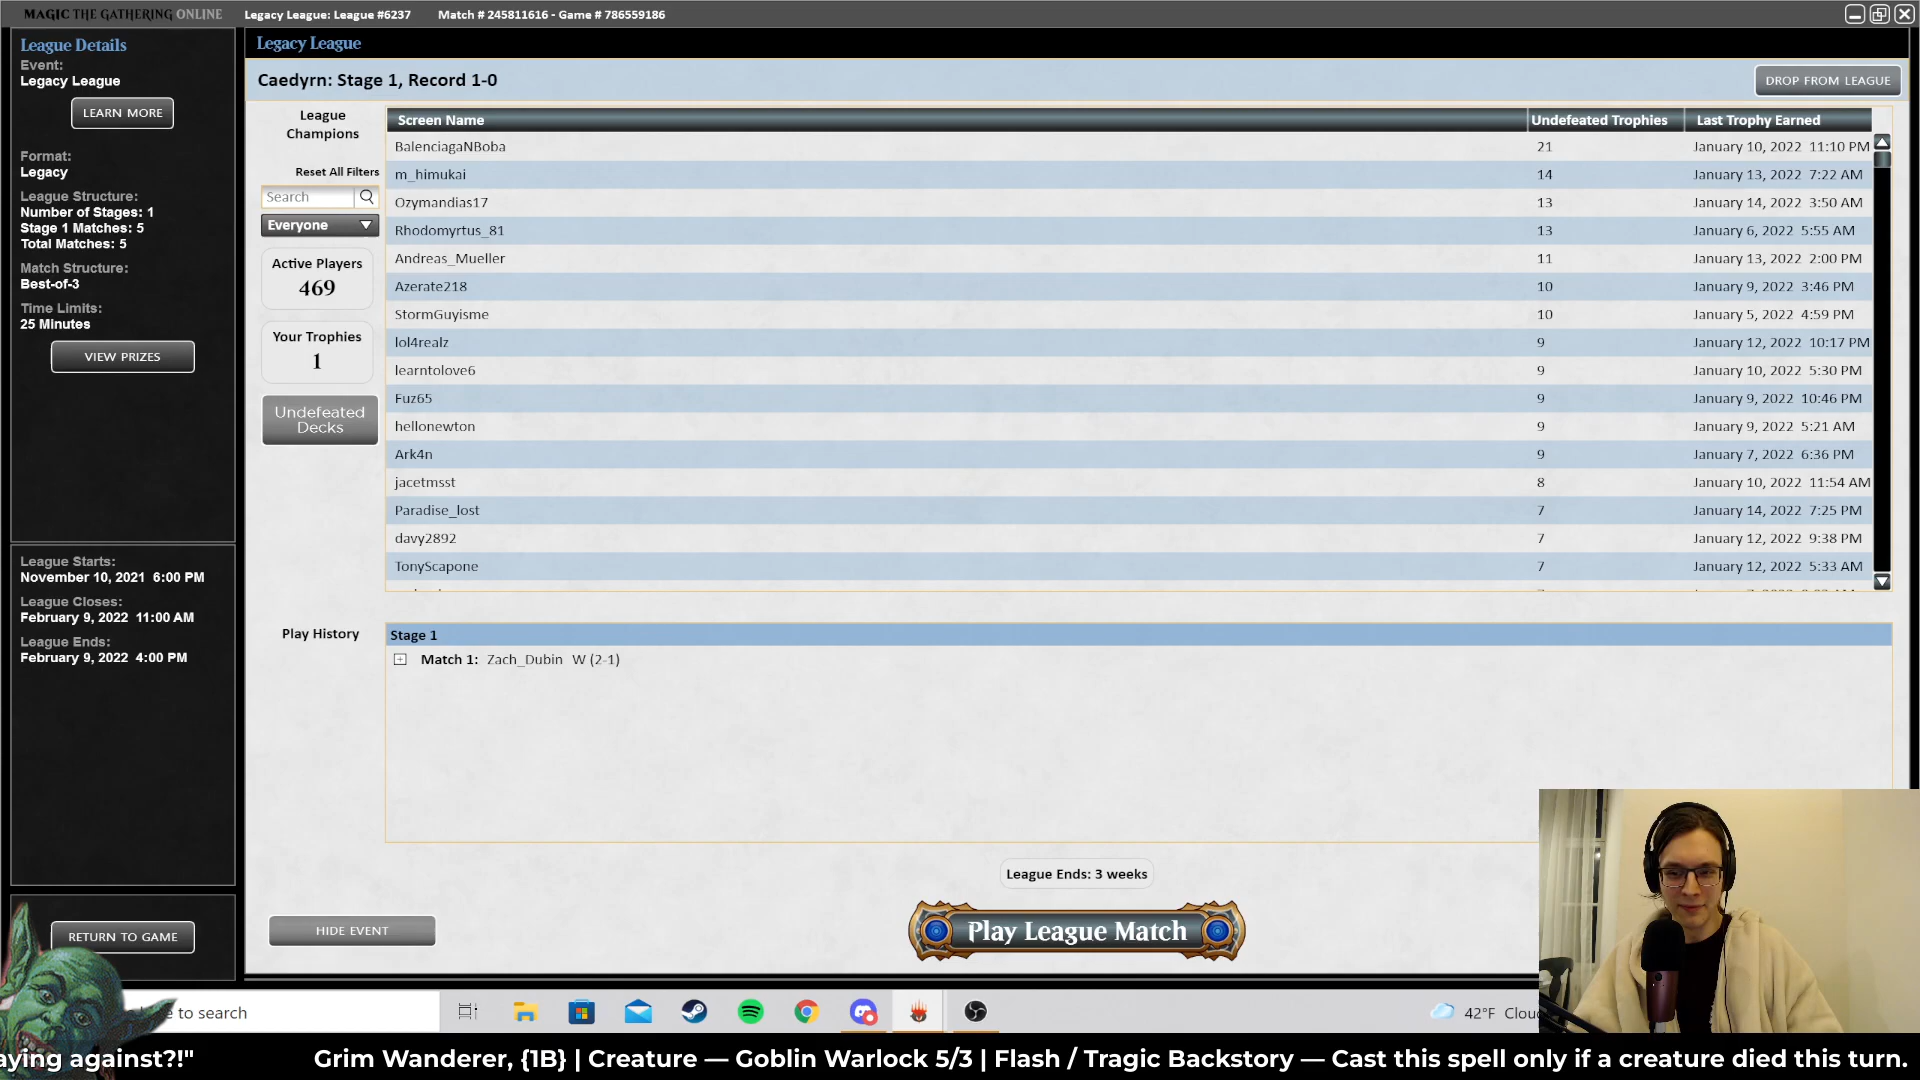 MAGIC THE GATHERING ONLINE
Legacy League: League #6237
Match # 245811616 - Game # 786559186
League Details
Event:
Legacy League
LEARN MORE
Format:
Legacy
League Structure:
Number of Stages: 1
Stage 1 Matches: 5
Total Matches: 5
Match Structure:
Best-of-3
Time Limits:
25 Minutes
VIEW PRIZES
League Starts:
November 10, 2021 6:00 PM
League Closes:
February 9, 2022 11:00 AM
League Ends:
February 9, 2022 4:00 PM
RETURN TO GAME
Legacy League
Caedyrn: Stage 1, Record 1-0
DROP FROM LEAGUE
League
Champions
Reset All Filters
Search
Everyone
Active Players
469
Your Trophies
1
Undefeated
Decks
Screen Name Undefeated Trophies Last Trophy Earned
BalenciagaNBoba 21 January 10, 2022 11:10 PM
m_himukai 14 January 13, 2022 7:22 AM
Ozymandias17 13 January 14, 2022 3:50 AM
Rhodomyrtus_81 13 January 6, 2022 5:55 AM
Andreas_Mueller 11 January 13, 2022 2:00 PM
Azerate218 10 January 9, 2022 3:46 PM
StormGuyisme 10 January 5, 2022 4:59 PM
lol4realz 9 January 12, 2022 10:17 PM
learntolove6 9 January 10, 2022 5:30 PM
Fuz65 9 January 9, 2022 10:46 PM
hellonewton 9 January 9, 2022 5:21 AM
Ark4n 9 January 7, 2022 6:36 PM
jacetmsst 8 January 10, 2022 11:54 AM
Paradise_lost 7 January 14, 2022 7:25 PM
davy2892 7 January 12, 2022 9:38 PM
TonyScapone 7 January 12, 2022 5:33 AM
Play History
Stage 1
Match 1: Zach_Dubin W (2-1)
League Ends: 3 weeks
HIDE EVENT
Play League Match
to search
42°F Clou
aying against?!" Grim Wanderer, {1B} | Creature — Goblin Warlock 5/3 | Flash / Tragic Backstory — Cast this spell only if a creature died this turn.